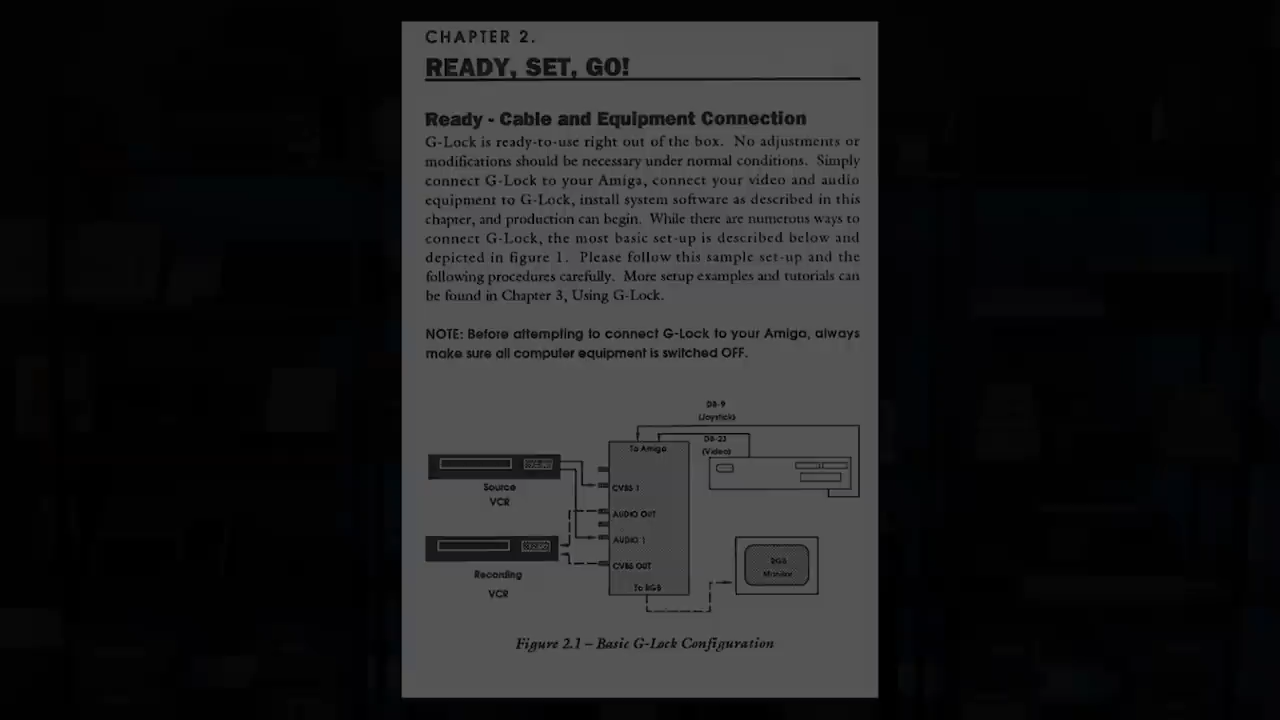 CHAPTER 2.
READY, SET, GO!
Ready - Cable and Equipment Connection
G-Lock is ready-to-use right out of the box. No adjustments or
modifications should be necessary under normal conditions. Simply
connect G-Lock to your Amiga, connect your video and audio
equipment to G-Lock, install system software as described in this
chapter, and production can begin. While there are numerous ways to
connect G-Lock, the most basic set-up is described below and
depicted in figure 1. Please follow this sample set-up and the
following procedures carefully. More setup examples and tutorials can
be found in Chapter 3, Using G-Lock.
NOTE: Before attempting to connect G-Lock to your Amiga, always
make sure all computer equipment is switched OFF.
DB-9
(Joystick)
DB-23
(Video)
To Amiga
Source
VCR
CVBS 1
AUDIO OUT
AUDIO 1
CVBS OUT
To RGB
Recording
VCR
RGB
Monitor
Figure 2.1 – Basic G-Lock Configuration